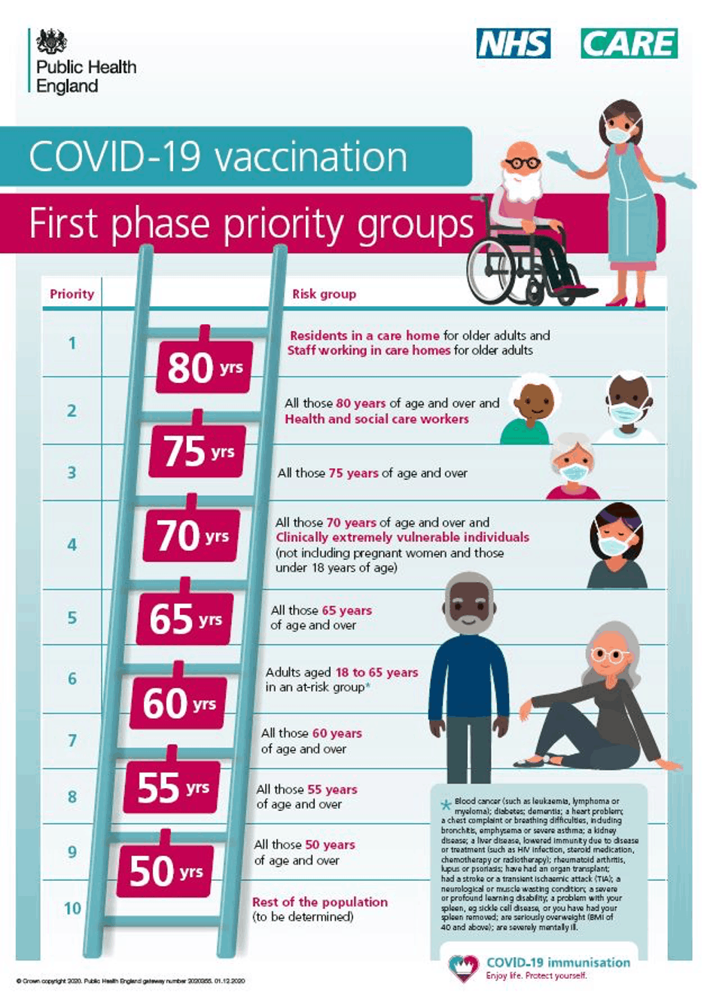 Public Health
England
NHS
CARE
COVID-19 vaccination
First phase priority groups
Priority
Risk group
1
Residents in a care home for older adults and
Staff working in care homes for older adults
80 yrs
2
All those 80 years of age and over and
Health and social care workers
75 yrs
3
All those 75 years of age and over
70 yrs
4
All those 70 years of age and over and
Clinically extremely vulnerable individuals
(not including pregnant women and those
under 18 years of age)
65 yrs
5
All those 65 years
of age and over
6
Adults aged 18 to 65 years
in an at-risk group*
60 yrs
7
All those 60 years
of age and over
55 yrs
8
All those 55 years
of age and over
9
All those 50 years
of age and over
50 yrs
10
Rest of the population
(to be determined)
* Blood cancer (such as leukaemia, lymphoma or
myeloma); diabetes; dementia; a heart problem;
a chest complaint or breathing difficulties, including
bronchitis, emphysema or severe asthma; a kidney
disease; a liver disease, lowered immunity due to disease
or treatment (such as HIV infection, steroid medication,
chemotherapy or radiotherapy); rheumatoid arthritis,
lupus or psoriasis; have had an organ transplant;
had a stroke or a transient ischaemic attack (TIA); a
neurological or muscle wasting condition; a severe
or profound learning disability; a problem with your
spleen, eg sickle cell disease, or you have had your
spleen removed; are seriously overweight (BMI of
40 and above); are severely mentally ill.
COVID-19 immunisation
Enjoy life. Protect yourself.
© Crown copyright 2020. Public Health England gateway number 2020355. 01.12.2020